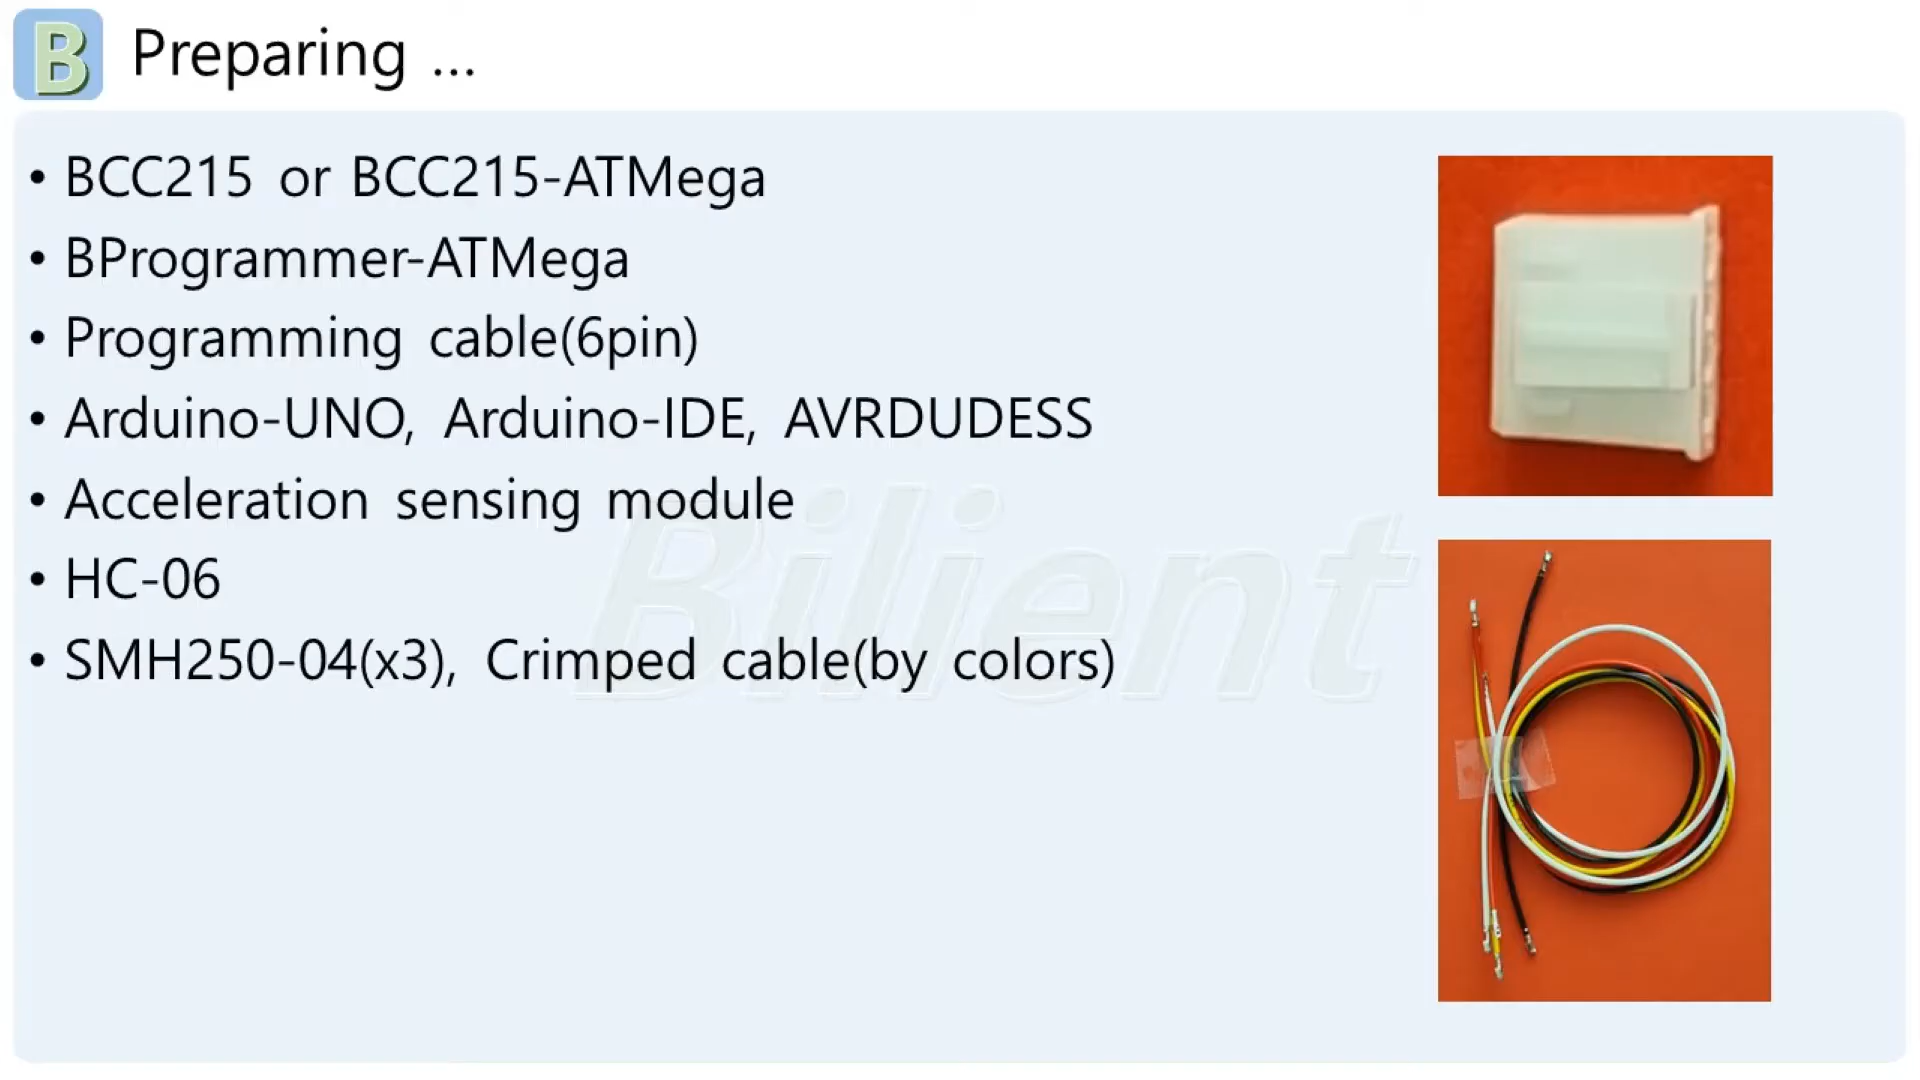 B Preparing ...
• BCC215 or BCC215-ATMega
• BProgrammer-ATMega
• Programming cable(6pin)
• Arduino-UNO, Arduino-IDE, AVRDUDESS
• Acceleration sensing module
• HC-06
• SMH250-04(x3), Crimped cable(by colors)
Bilient